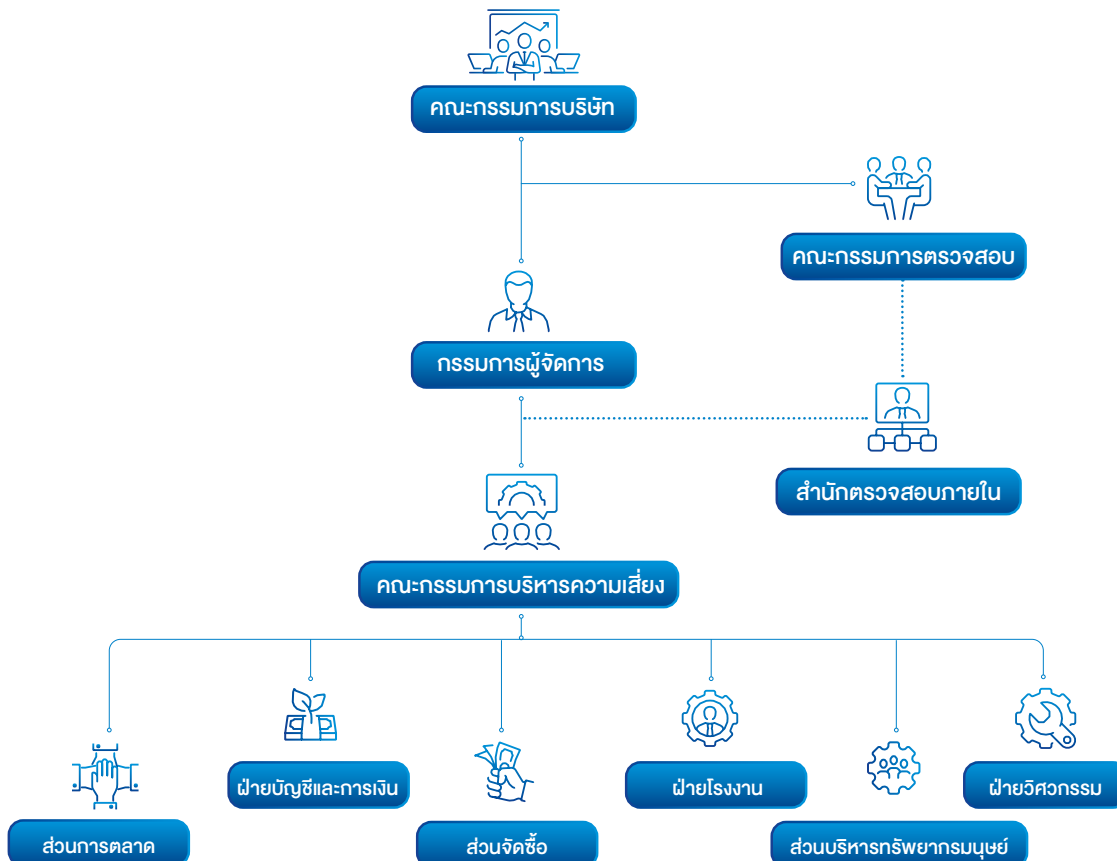 คณะกรรมการบริษัท
คณะกรรมการตรวจสอบ
กรรมการผู้จัดการ
สำนักตรวจสอบภายใน
คณะกรรมการบริหารความเสี่ยง
ฝ่ายบัญชีและการเงิน
ฝ่ายโรงงาน
ฝ่ายวิศวกรรม
ส่วนการตลาด
ส่วนจัดซื้อ
ส่วนบริหารทรัพยากรมนุษย์